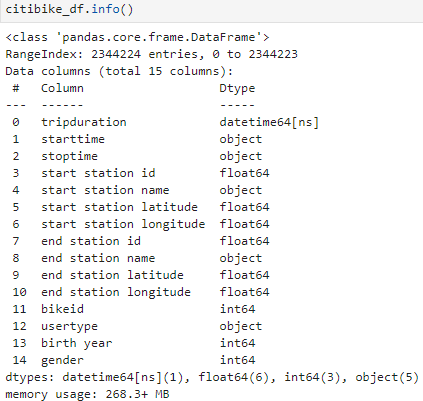 citibike_df.info()
<class 'pandas.core.frame.DataFrame'>
RangeIndex: 2344224 entries, 0 to 2344223
Data columns (total 15 columns):
 #   Column                   Dtype
---  ------                   -----
 0   tripduration             datetime64[ns]
 1   starttime                object
 2   stoptime                 object
 3   start station id         float64
 4   start station name       object
 5   start station latitude   float64
 6   start station longitude  float64
 7   end station id           float64
 8   end station name         object
 9   end station latitude     float64
 10  end station longitude    float64
 11  bikeid                   int64
 12  usertype                 object
 13  birth year               int64
 14  gender                   int64
dtypes: datetime64[ns](1), float64(6), int64(3), object(5)
memory usage: 268.3+ MB